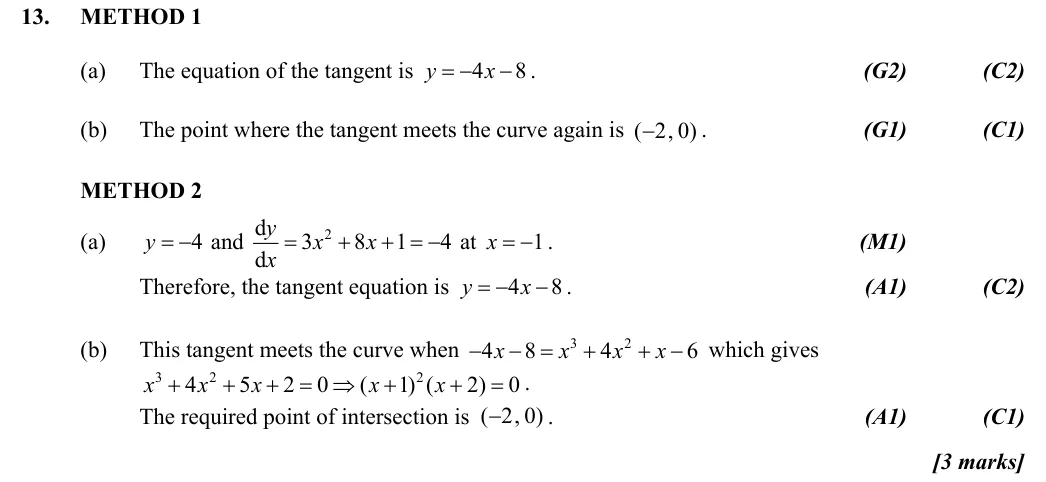 13. METHOD 1
(a) The equation of the tangent is y = −4x − 8 . (G2) (C2)
(b) The point where the tangent meets the curve again is (−2, 0) . (G1) (C1)
METHOD 2
(a) y = −4 and dy/dx = 3x² + 8x + 1 = −4 at x = −1 . (M1)
Therefore, the tangent equation is y = −4x − 8 . (A1) (C2)
(b) This tangent meets the curve when −4x − 8 = x³ + 4x² + x − 6 which gives
x³ + 4x² + 5x + 2 = 0 ⇒ (x + 1)² (x + 2) = 0 .
The required point of intersection is (−2, 0) . (A1) (C1)
[3 marks]